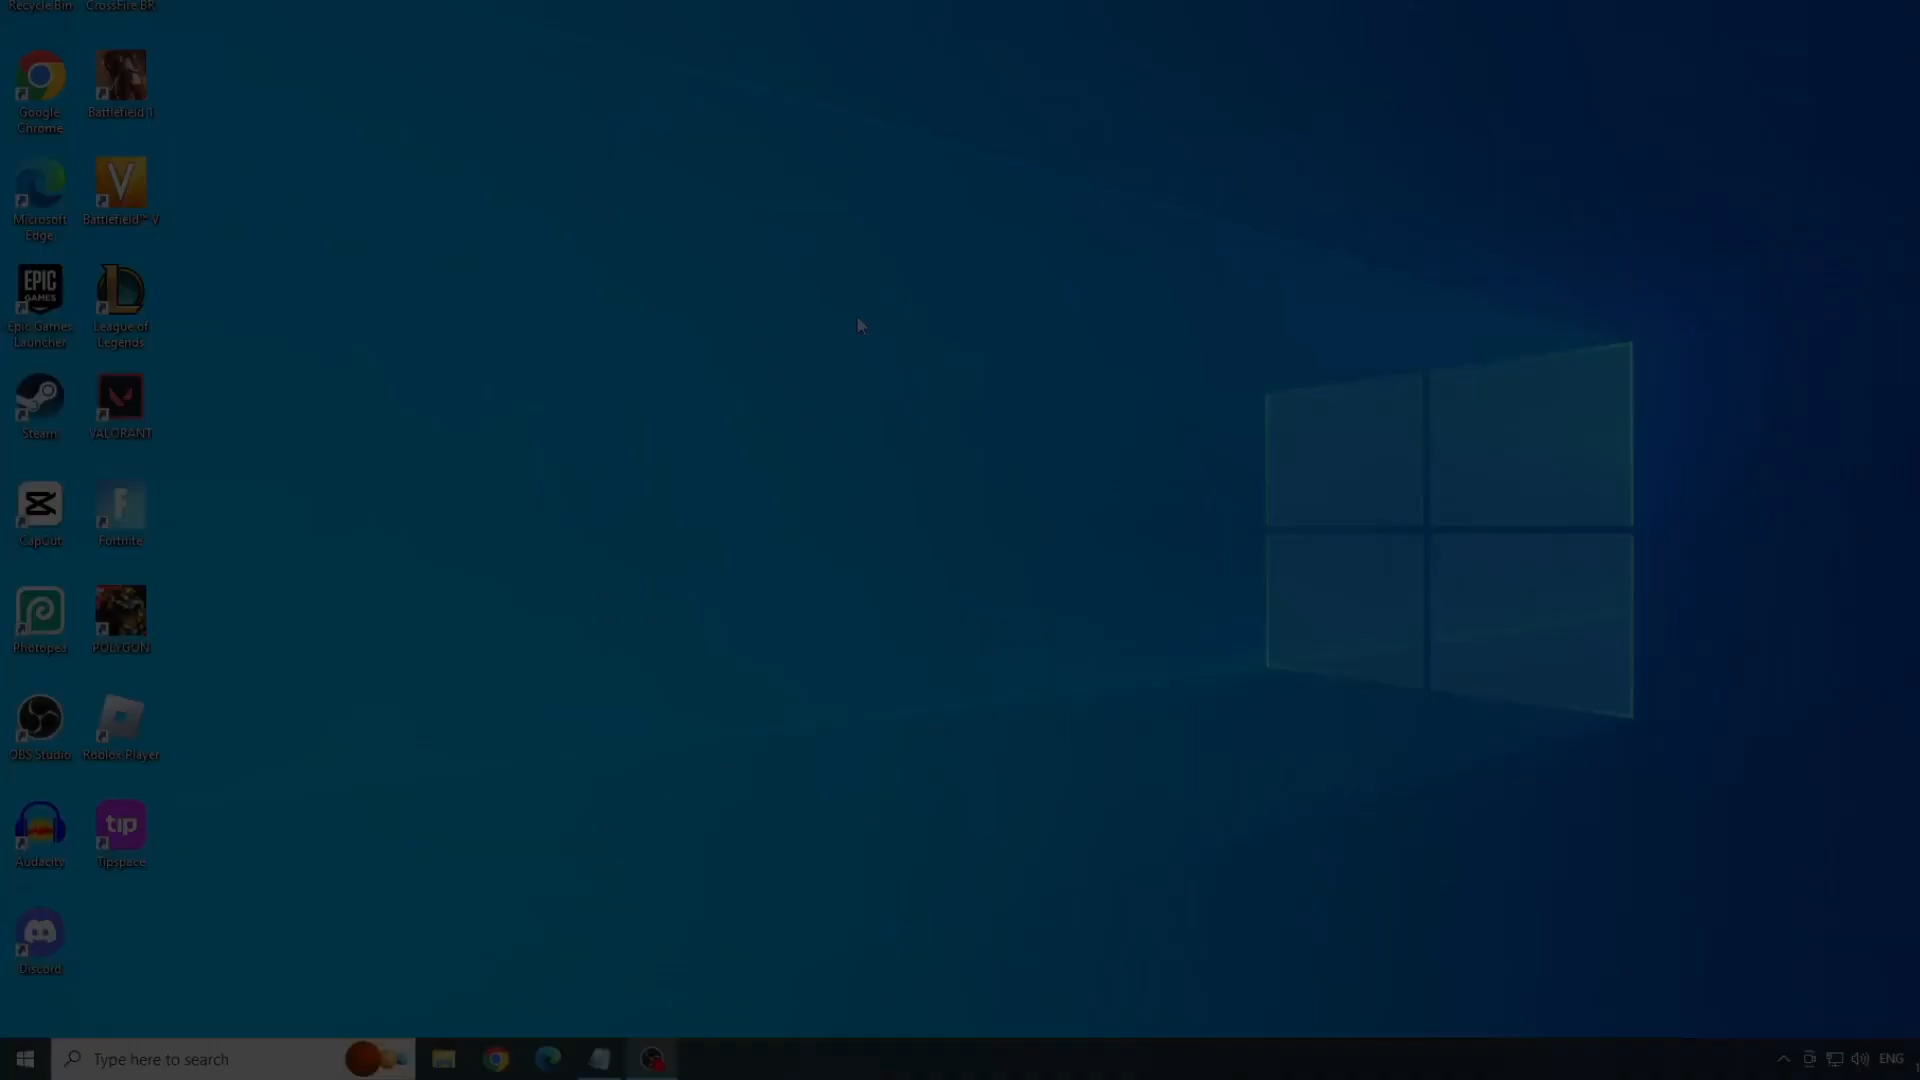 Recycle Bin
CrossFire BR
Google
Chrome
Battlefield 1
Microsoft
Edge
Battlefield™ V
EPIC
GAMES
Epic Games
Launcher
League of
Legends
Steam
VALORANT
CapCut
F
Fortnite
Photopea
POLYGON
OBS Studio
Roblox Player
Audacity
tip
Tipspace
Discord
Type here to search
ENG